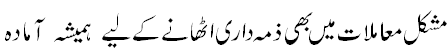 مشکل معاملات میں بھی ذمہ داری اٹھانے کے لیے ہمیشہ آمادہ